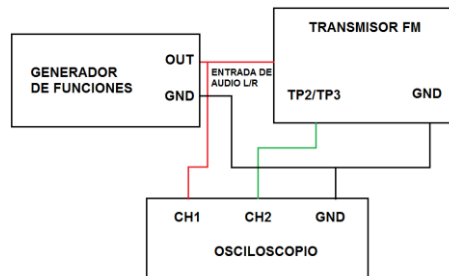 TRANSMISOR FM
OUT
GENERADOR
DE FUNCIONES
ENTRADA DE
AUDIO L/R
GND
TP2/TP3
GND
CH1
CH2
GND
OSCILOSCOPIO